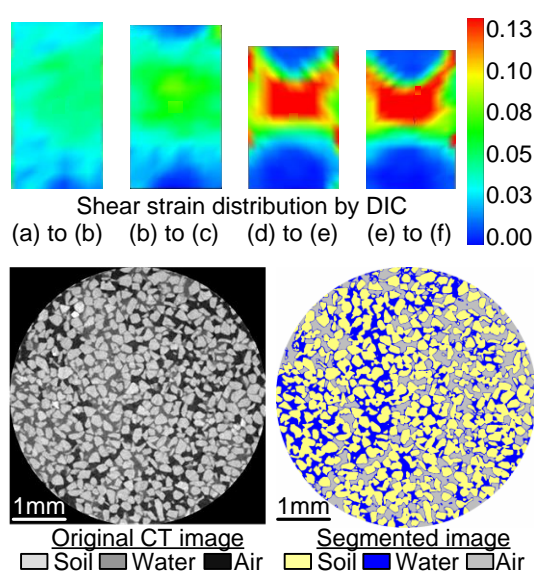 0.13
0.10
0.08
0.05
0.03
0.00
Shear strain distribution by DIC
(a) to (b) (b) to (c) (d) to (e) (e) to (f)
1mm 1mm
Original CT image Segmented image
Soil Water Air Soil Water Air